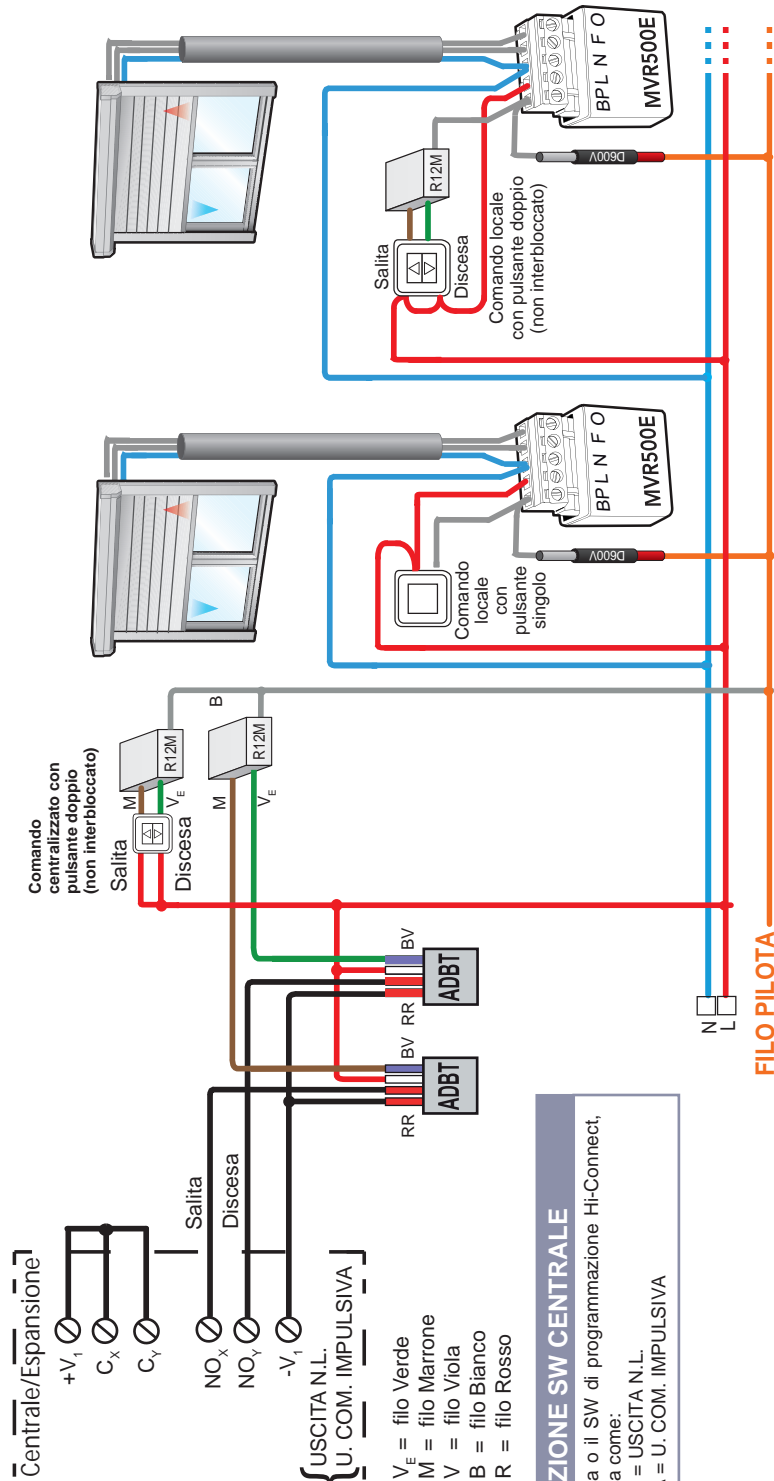 Centrale/Espansione
+V1
CX
CY
NOX
NOY
-V1
Salita
Discesa
USCITA N.L.
U. COM. IMPULSIVA
VE = filo Verde
M = filo Marrone
V = filo Viola
B = filo Bianco
R = filo Rosso
ZIONE SW CENTRALE
a o il SW di programmazione Hi-Connect,
a come:
= USCITA N.L.
= U. COM. IMPULSIVA
Comando
centralizzato con
pulsante doppio
(non interbloccato)
Salita
Discesa
M
VE
R12M
B
M
VE
R12M
RR
BV
ADBT
RR
BV
ADBT
N
L
FILO PILOTA
Comando
locale
con
pulsante
singolo
D600V
B P L N F O
MVR500E
Salita
Discesa
R12M
Comando locale
con pulsante doppio
(non interbloccato)
D600V
B P L N F O
MVR500E